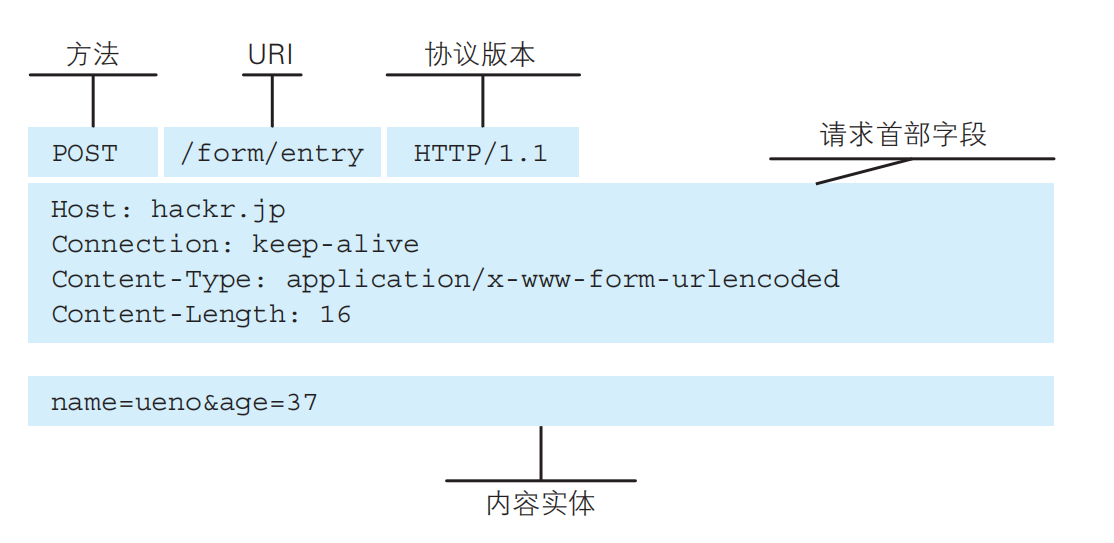 方法 URI 协议版本
请求首部字段
POST /form/entry HTTP/1.1
Host: hackr.jp
Connection: keep-alive
Content-Type: application/x-www-form-urlencoded
Content-Length: 16
name=ueno&age=37
内容实体